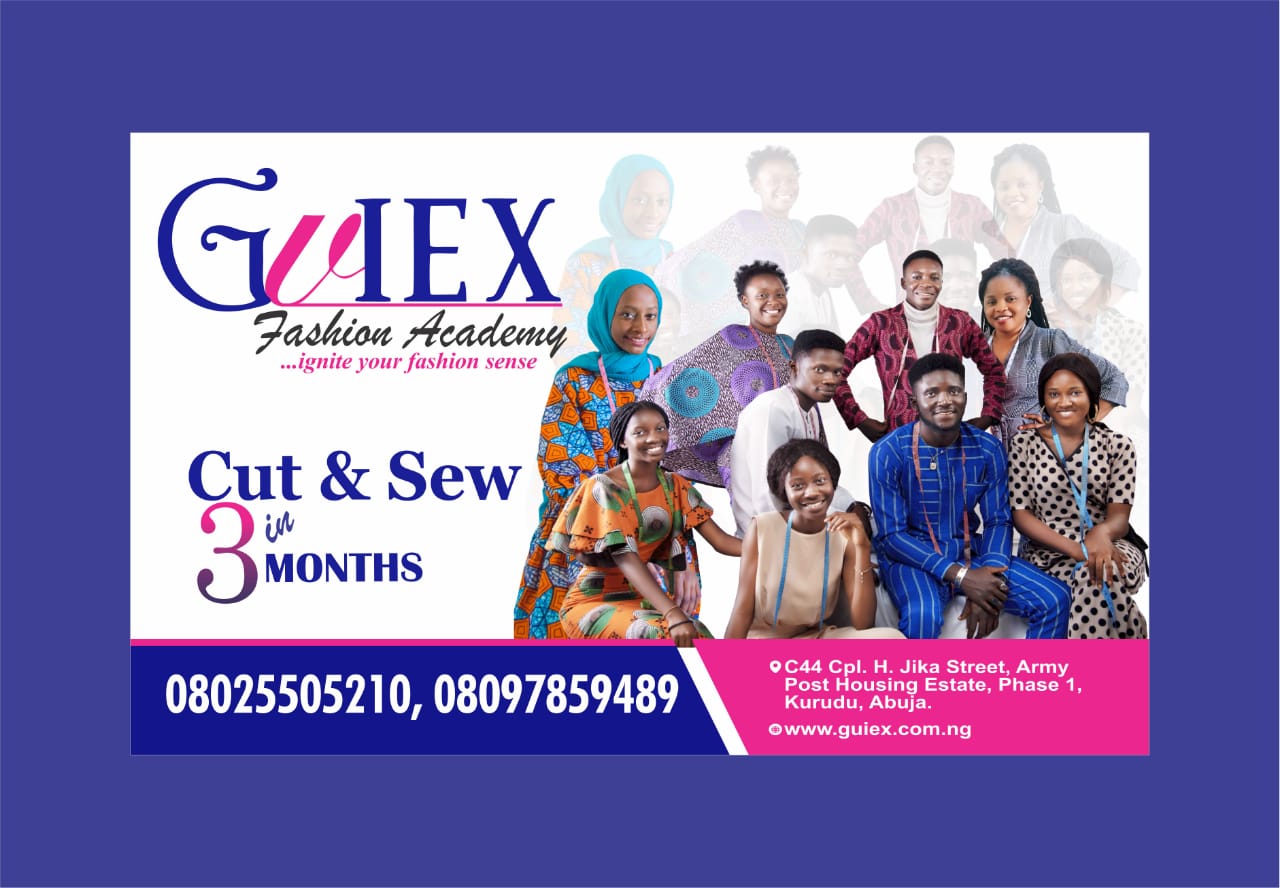 GUIEX
Fashion Academy
...ignite your fashion sense
Cut & Sew
3 in
MONTHS
08025505210, 08097859489
C44 Cpl. H. Jika Street, Army
Post Housing Estate, Phase 1,
Kurudu, Abuja.
www.guiex.com.ng